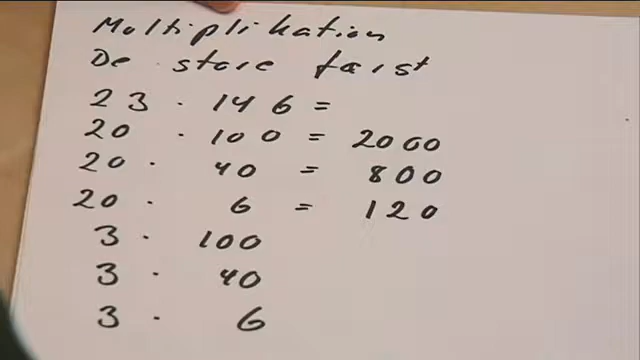 Multiplikation
De store først
23 · 146 =
20 · 100 = 2000
20 · 40 = 800
20 · 6 = 120
3 · 100
3 · 40
3 · 6